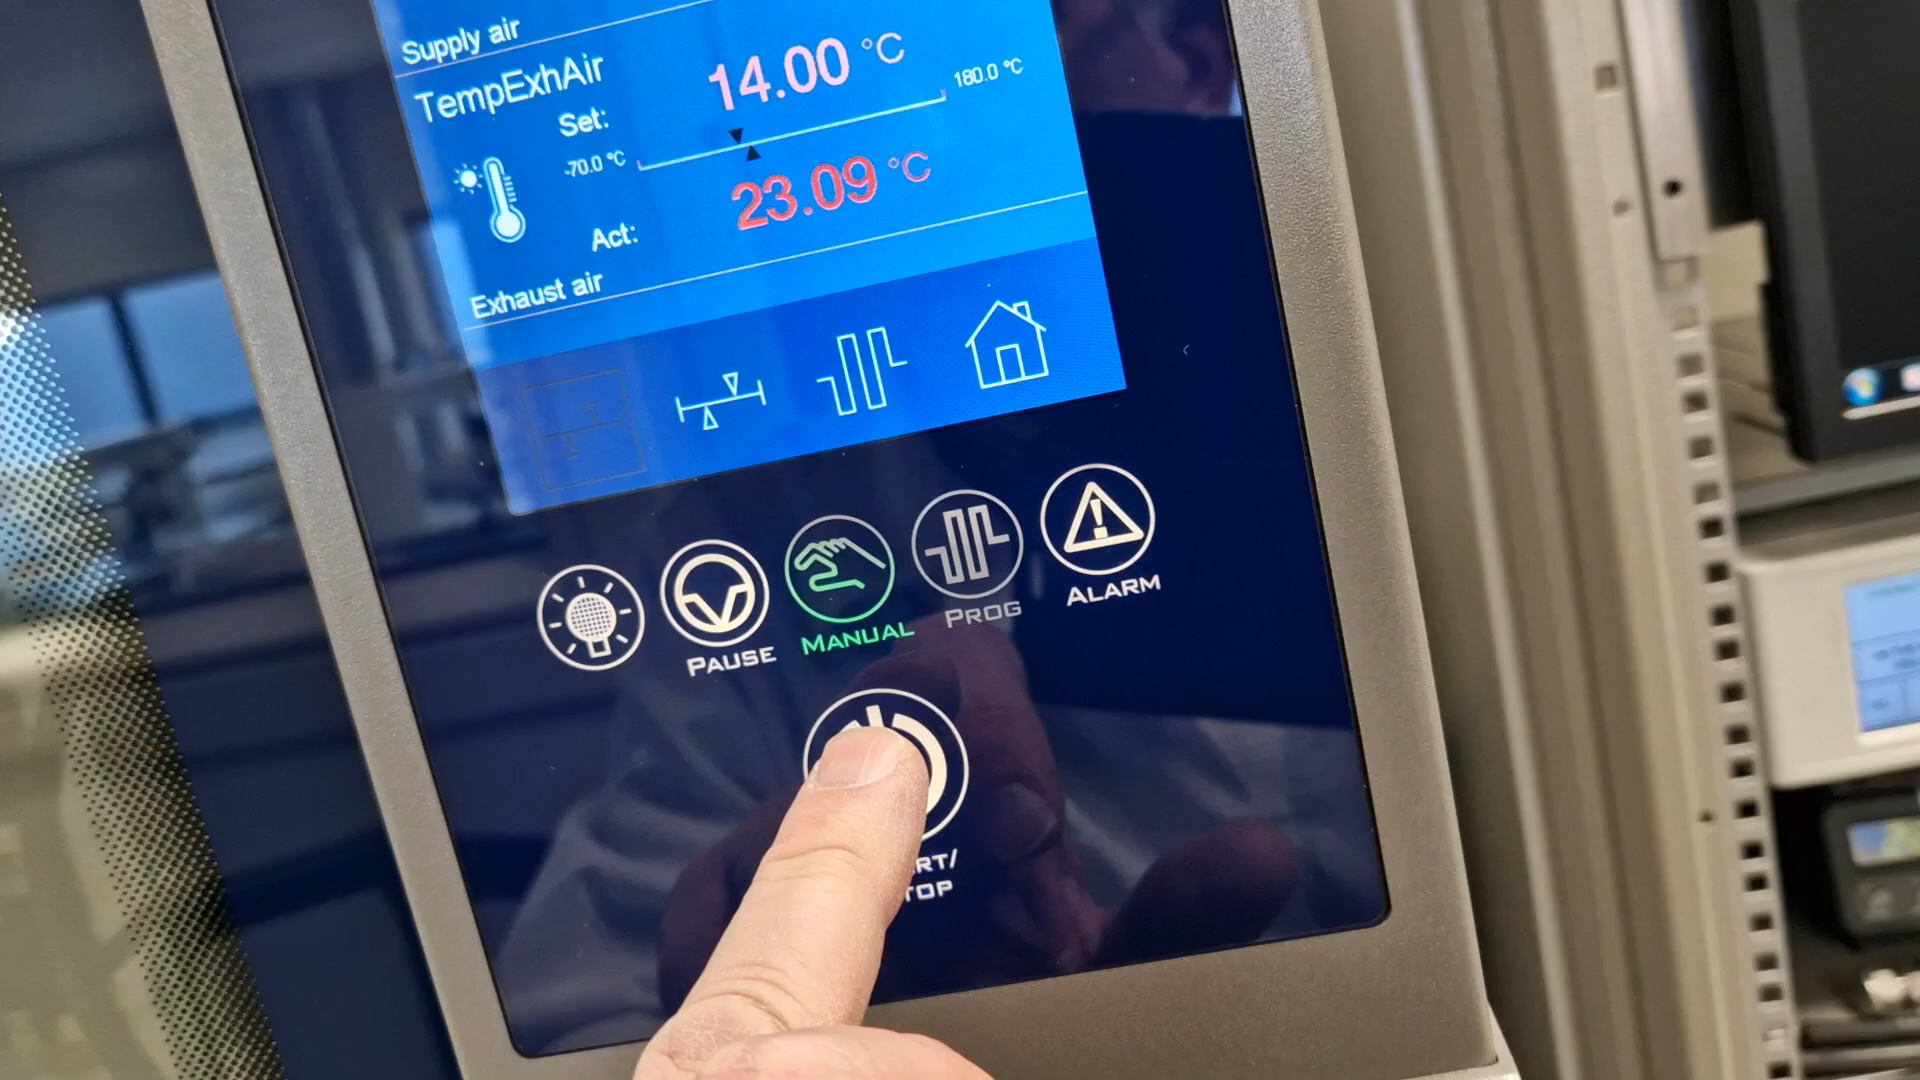 Supply air
TempExhAir
Set: 14.00 °C
-70.0 °C 180.0 °C
Act: 23.09 °C
Exhaust air
PAUSE
MANUAL
PROG
ALARM
RT/
TOP